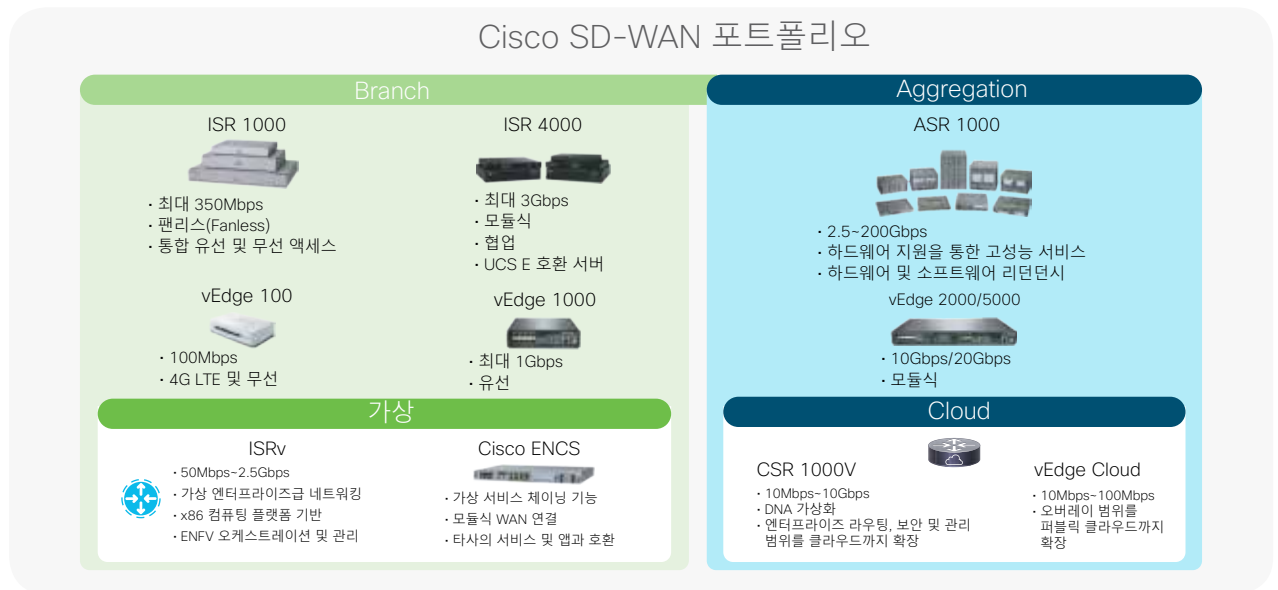 Cisco SD-WAN 포트폴리오
Branch
ISR 1000
· 최대 350Mbps
· 팬리스(Fanless)
· 통합 유선 및 무선 액세스
ISR 4000
· 최대 3Gbps
· 모듈식
· 협업
· UCS E 호환 서버
vEdge 100
· 100Mbps
· 4G LTE 및 무선
vEdge 1000
· 최대 1Gbps
· 유선
가상
ISRv
· 50Mbps~2.5Gbps
· 가상 엔터프라이즈급 네트워킹
· x86 컴퓨팅 플랫폼 기반
· ENFV 오케스트레이션 및 관리
Cisco ENCS
· 가상 서비스 체이닝 기능
· 모듈식 WAN 연결
· 타사의 서비스 및 앱과 호환
Aggregation
ASR 1000
· 2.5~200Gbps
· 하드웨어 지원을 통한 고성능 서비스
· 하드웨어 및 소프트웨어 리던던시
vEdge 2000/5000
· 10Gbps/20Gbps
· 모듈식
Cloud
CSR 1000V
· 10Mbps~10Gbps
· DNA 가상화
· 엔터프라이즈 라우팅, 보안 및 관리
범위를 클라우드까지 확장
vEdge Cloud
· 10Mbps~100Mbps
· 오버레이 범위를
퍼블릭 클라우드까지
확장